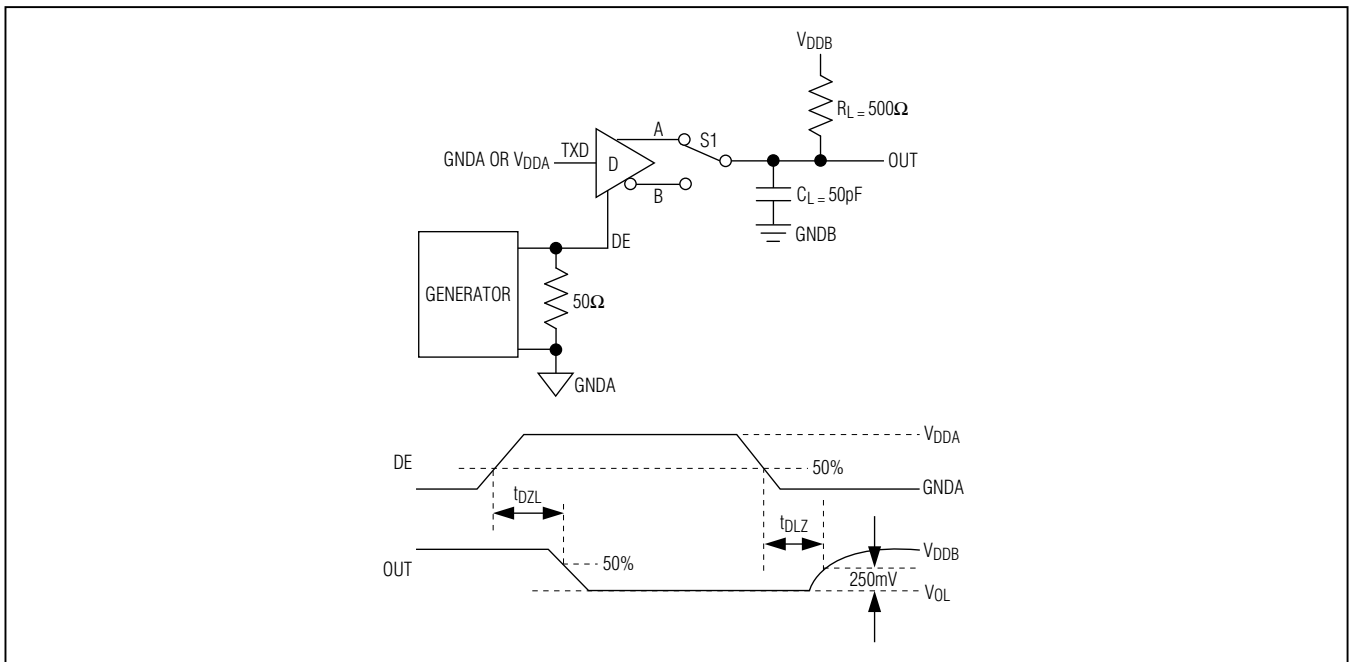 VDDB
RL = 500Ω
A
S1
TXD
GNDA OR VDDA
D
OUT
B
CL = 50pF
GNDB
DE
GENERATOR
50Ω
GNDA
VDDA
DE
50%
GNDA
tDZL
tDLZ
VDDB
OUT
50%
250mV
VOL